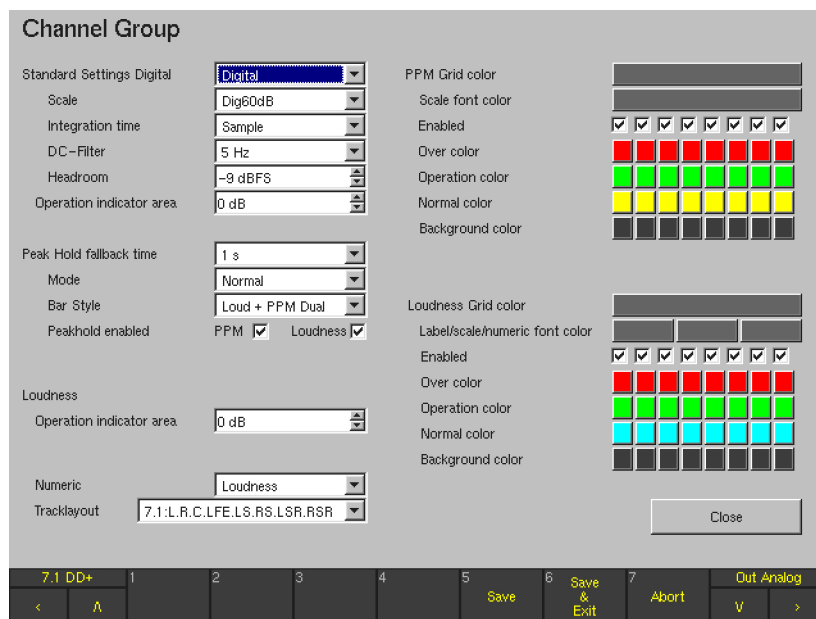 Channel Group
Standard Settings Digital
Digital
Scale
Dig60dB
Integration time
Sample
DC-Filter
5 Hz
Headroom
-9 dBFS
Operation indicator area
0 dB
Peak Hold fallback time
1 s
Mode
Normal
Bar Style
Loud + PPM Dual
Peakhold enabled
PPM
Loudness
Loudness
Operation indicator area
0 dB
Numeric
Loudness
Tracklayout
7.1:L.R.C.LFE.LS.RS.LSR.RSR
PPM Grid color
Scale font color
Enabled
Over color
Operation color
Normal color
Background color
Loudness Grid color
Label/scale/numeric font color
Enabled
Over color
Operation color
Normal color
Background color
Close
7.1 DD+
< Λ
1
2
3
4
5
Save
6
Save
&
Exit
7
Abort
Out Analog
V >